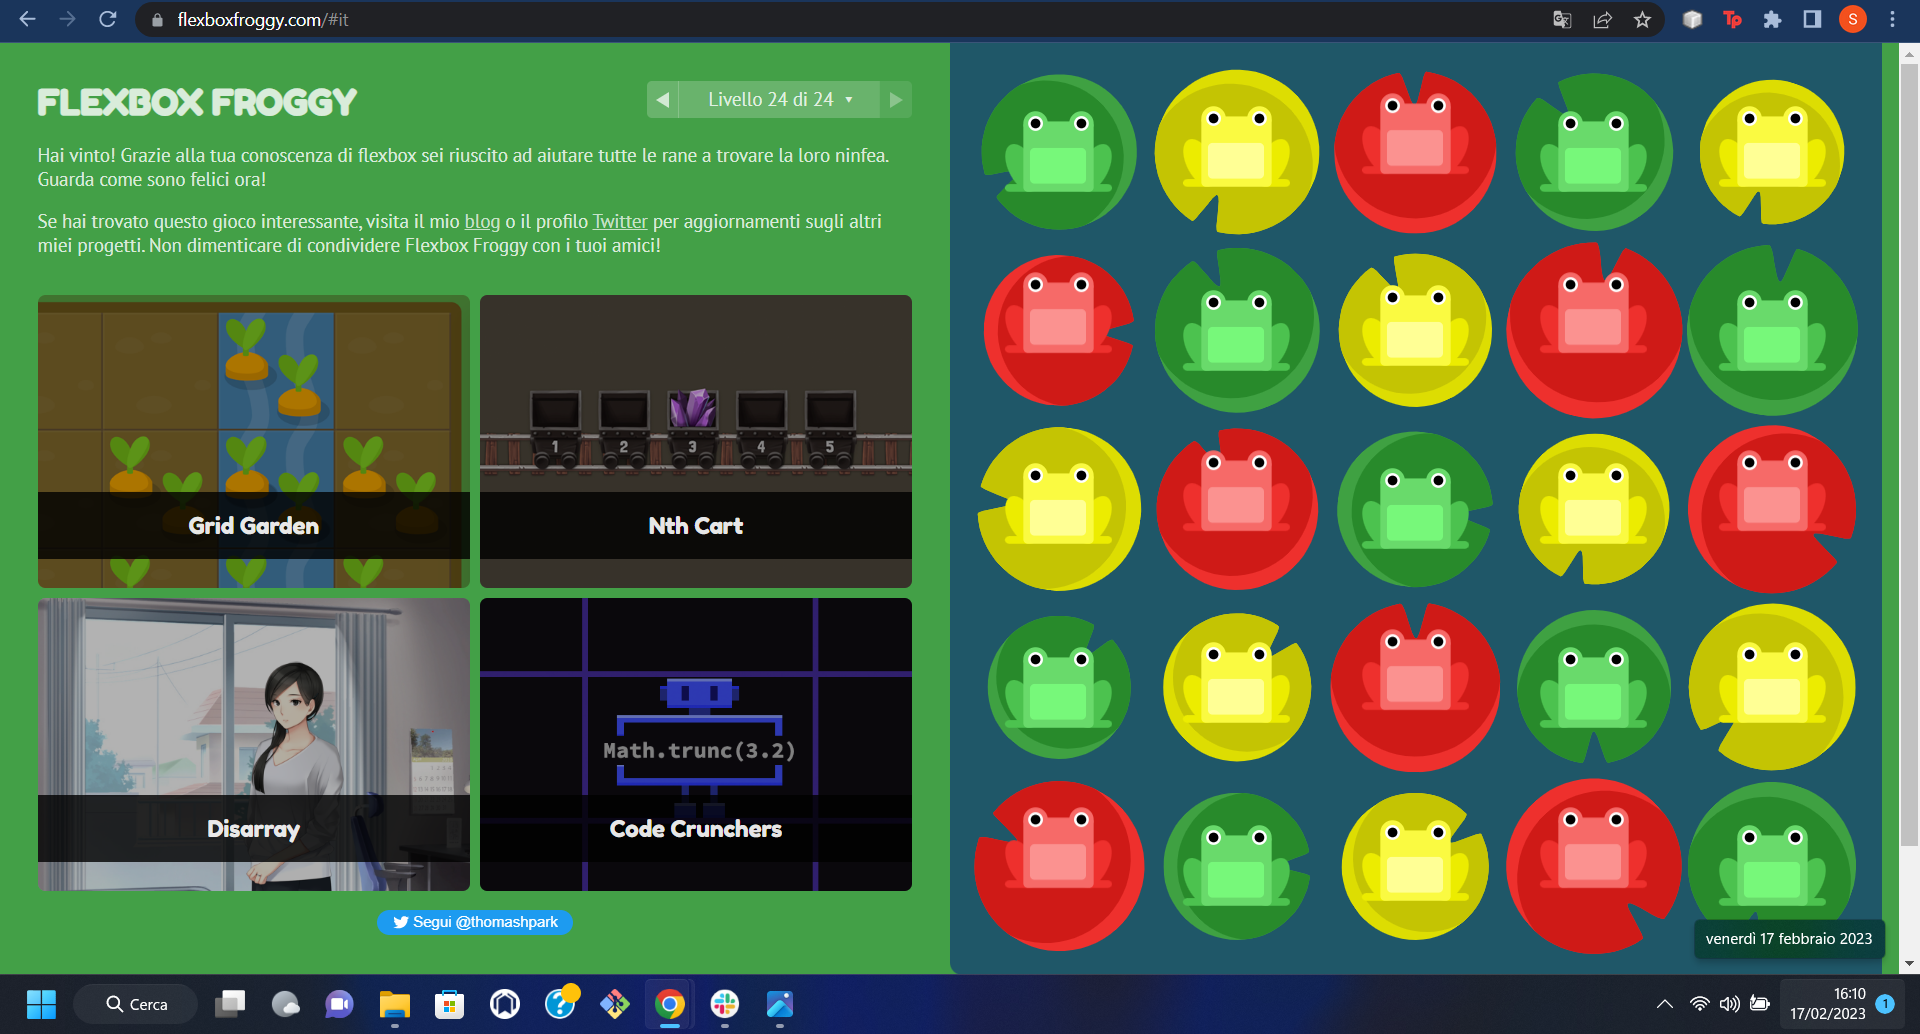 flexboxfroggy.com/#it
Tp
S
FLEXBOX FROGGY
Livello 24 di 24
Hai vinto! Grazie alla tua conoscenza di flexbox sei riuscito ad aiutare tutte le rane a trovare la loro ninfea.
Guarda come sono felici ora!
Se hai trovato questo gioco interessante, visita il mio blog o il profilo Twitter per aggiornamenti sugli altri
miei progetti. Non dimenticare di condividere Flexbox Froggy con i tuoi amici!
1 2 3 4 5
Grid Garden
Nth Cart
Math.trunc(3.2)
Disarray
Code Crunchers
Segui @thomashpark
venerdì 17 febbraio 2023
Cerca
16:10
17/02/2023
1